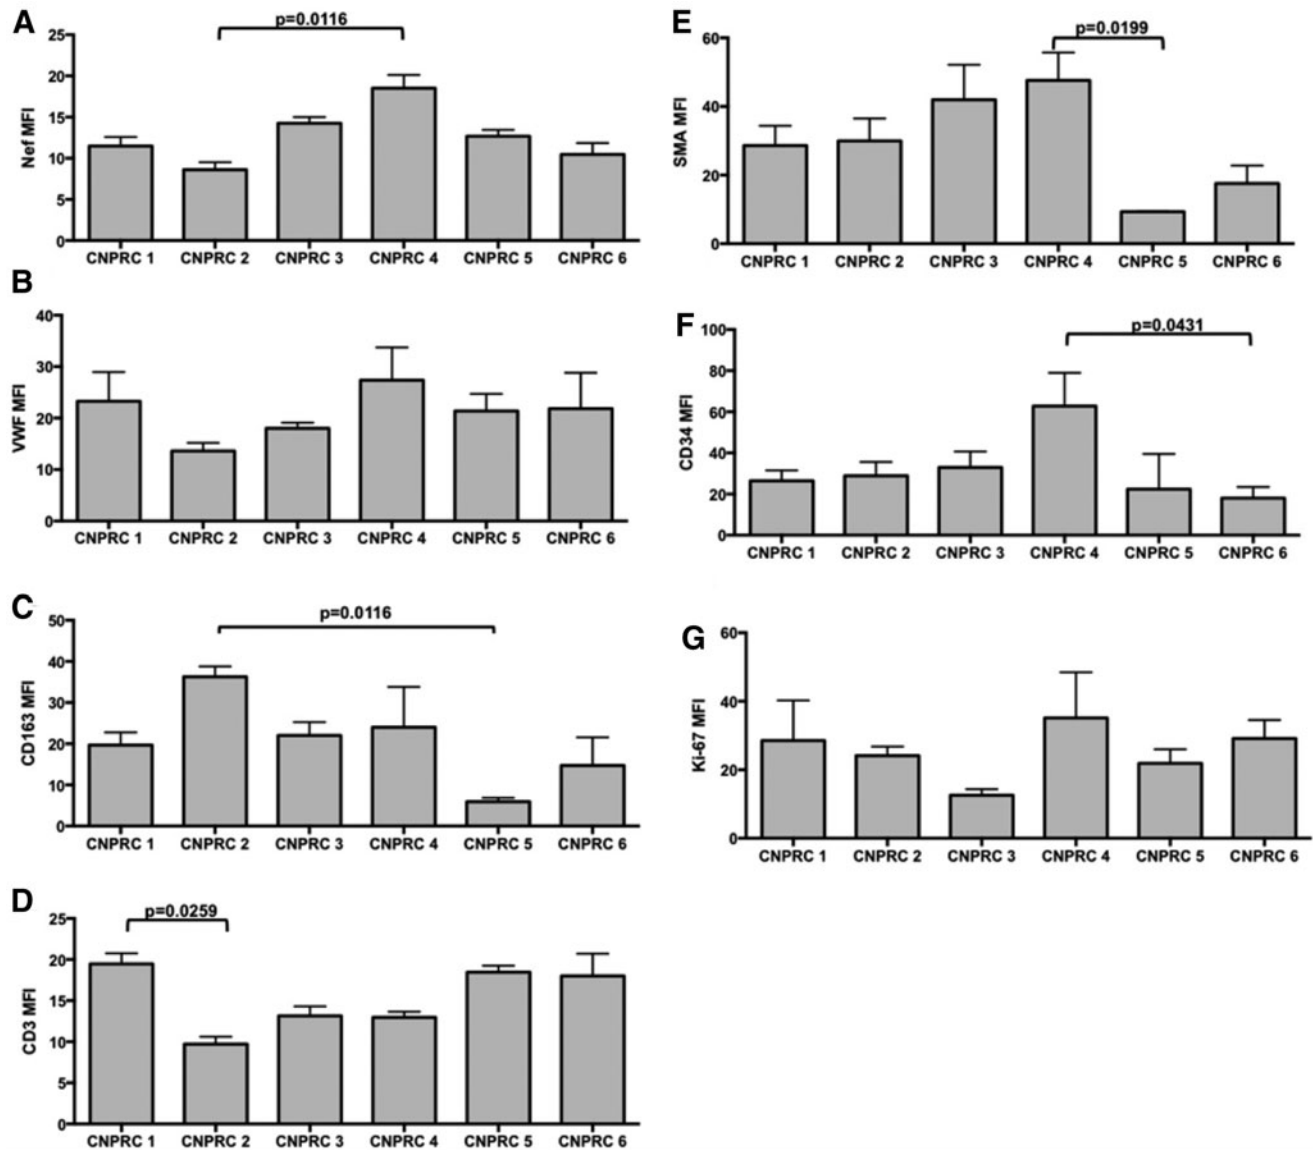 A
p=0.0116
25
20
15
10
5
0
Nef MFI
CNPRC 1 CNPRC 2 CNPRC 3 CNPRC 4 CNPRC 5 CNPRC 6
B
40
30
20
10
0
VWF MFI
CNPRC 1 CNPRC 2 CNPRC 3 CNPRC 4 CNPRC 5 CNPRC 6
C
p=0.0116
50
40
30
20
10
0
CD163 MFI
CNPRC 1 CNPRC 2 CNPRC 3 CNPRC 4 CNPRC 5 CNPRC 6
D
p=0.0259
25
20
15
10
5
0
CD3 MFI
CNPRC 1 CNPRC 2 CNPRC 3 CNPRC 4 CNPRC 5 CNPRC 6
E
p=0.0199
60
40
20
0
SMA MFI
CNPRC 1 CNPRC 2 CNPRC 3 CNPRC 4 CNPRC 5 CNPRC 6
F
p=0.0431
100
80
60
40
20
0
CD34 MFI
CNPRC 1 CNPRC 2 CNPRC 3 CNPRC 4 CNPRC 5 CNPRC 6
G
60
40
20
0
Ki-67 MFI
CNPRC 1 CNPRC 2 CNPRC 3 CNPRC 4 CNPRC 5 CNPRC 6